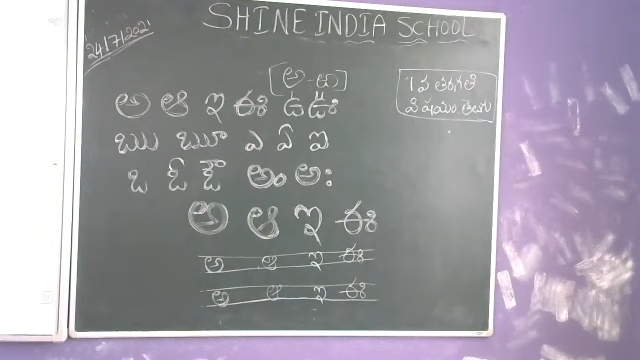 SHINE INDIA SCHOOL
24/7/2021
[అ-ఱ]
1వ తరగతి
విషయం తెలుగు
అ ఆ ఇ ఈ ఉ ఊ
ఋ ౠ ఎ ఏ ఐ
ఒ ఓ ఔ అం అః
అ ఆ ఇ ఈ
అ ఆ ఇ ఈ
అ ఆ ఇ ఈ